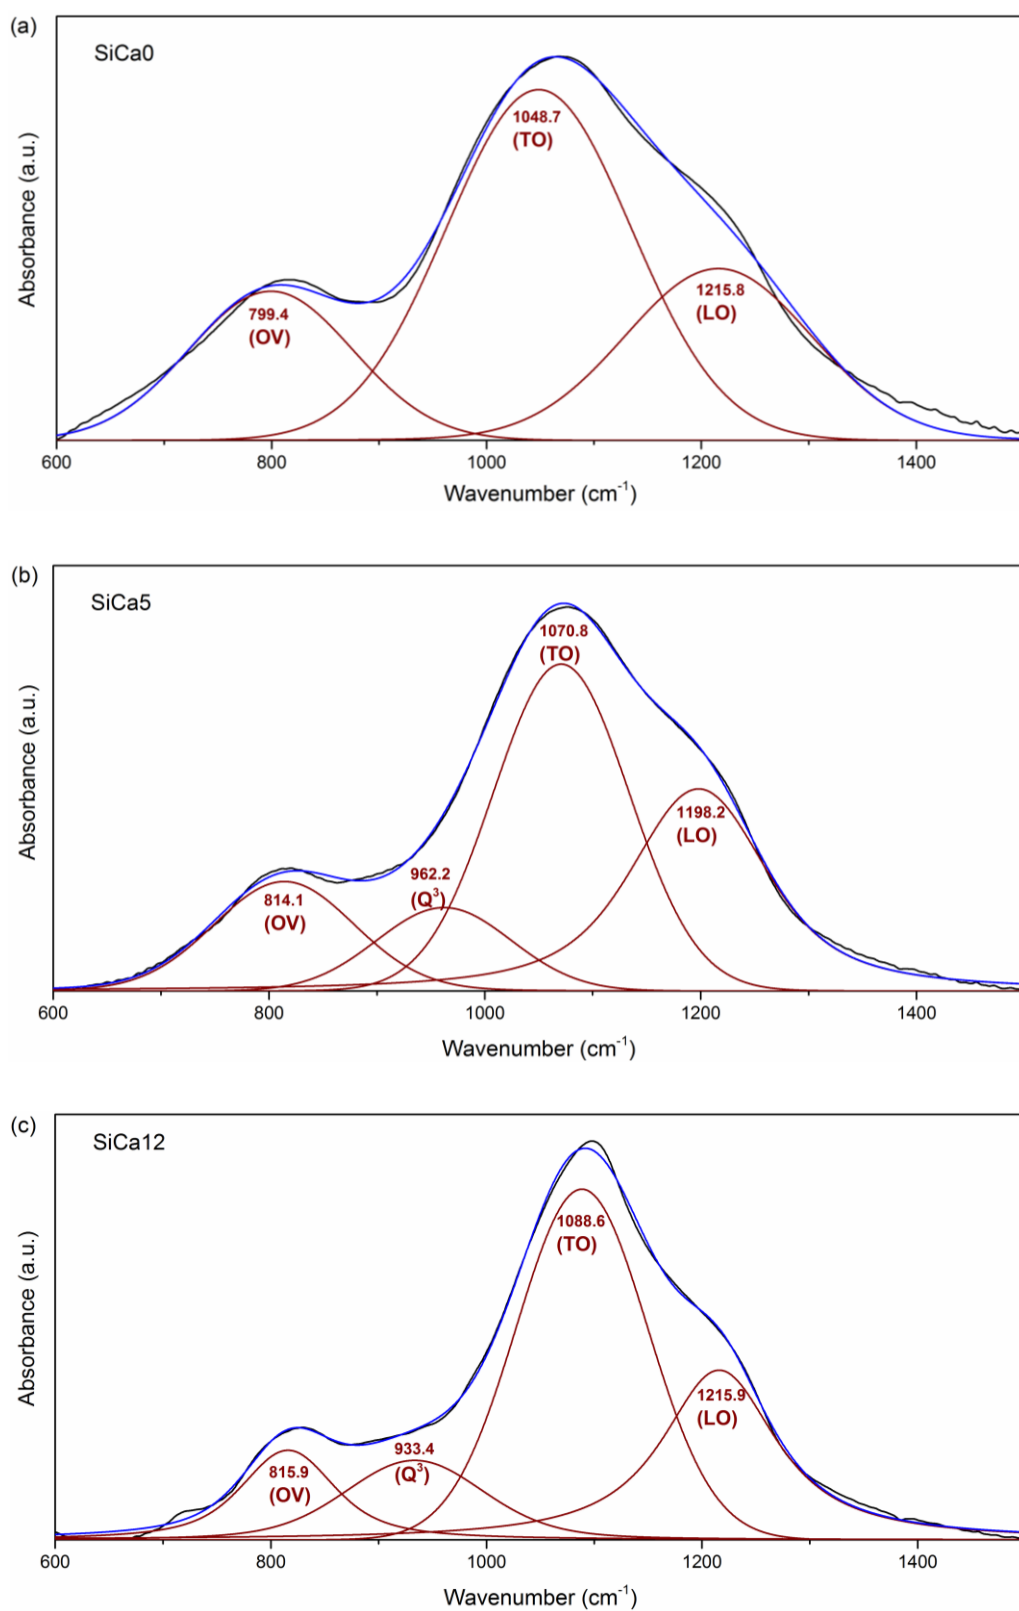 (a)
SiCa0
Absorbance (a.u.)
1048.7
(TO)
1215.8
(LO)
799.4
(OV)
600
800
1000
1200
1400
Wavenumber (cm⁻¹)
(b)
SiCa5
Absorbance (a.u.)
1070.8
(TO)
1198.2
(LO)
962.2
(Q³)
814.1
(OV)
600
800
1000
1200
1400
Wavenumber (cm⁻¹)
(c)
SiCa12
Absorbance (a.u.)
1088.6
(TO)
1215.9
(LO)
933.4
(Q³)
815.9
(OV)
600
800
1000
1200
1400
Wavenumber (cm⁻¹)